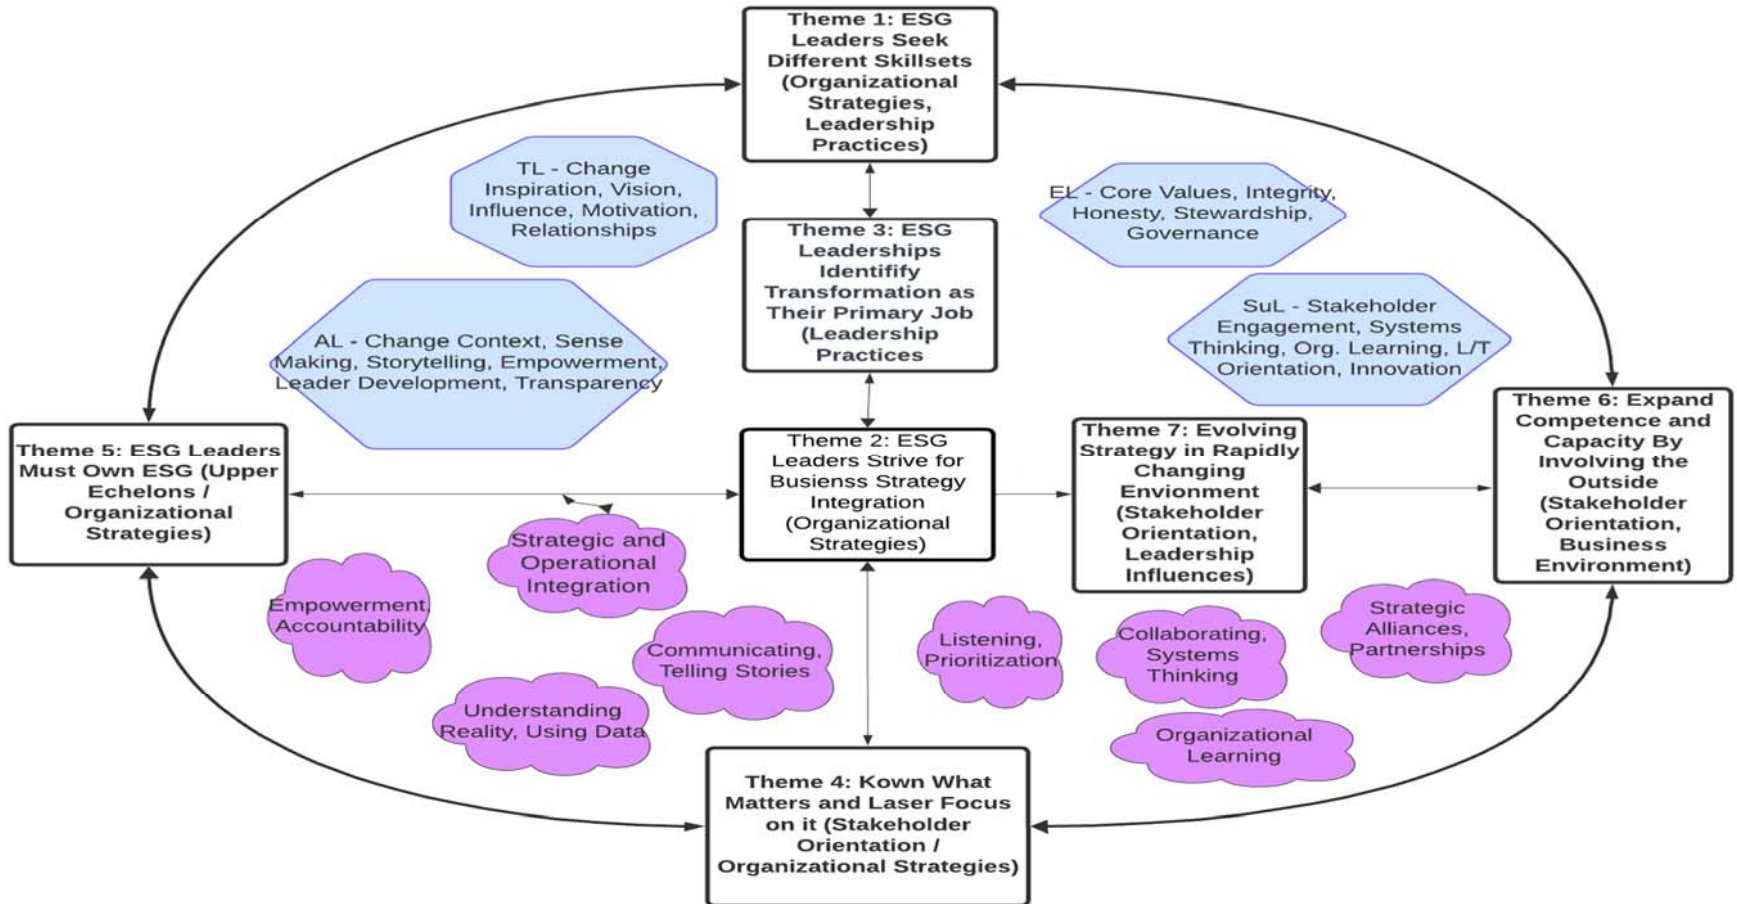 Theme 1: ESG
Leaders Seek
Different Skillsets
(Organizational
Strategies,
Leadership
Practices)
TL - Change
Inspiration, Vision,
Influence, Motivation,
Relationships
EL - Core Values, Integrity,
Honesty, Stewardship,
Governance
Theme 3: ESG
Leaderships
Identifify
Transformation as
Their Primary Job
(Leadership
Practices
AL - Change Context, Sense
Making, Storytelling, Empowerment,
Leader Development, Transparency
SuL - Stakeholder
Engagement, Systems
Thinking, Org. Learning, L/T
Orientation, Innovation
Theme 5: ESG Leaders
Must Own ESG (Upper
Echelons /
Organizational
Strategies)
Theme 2: ESG
Leaders Strive for
Busienss Strategy
Integration
(Organizational
Strategies)
Theme 7: Evolving
Strategy in Rapidly
Changing
Envionment
(Stakeholder
Orientation,
Leadership
Influences)
Theme 6: Expand
Competence and
Capacity By
Involving the
Outside
(Stakeholder
Orientation,
Business
Environment)
Strategic and
Operational
Integration
Empowerment,
Accountability
Communicating,
Telling Stories
Listening,
Prioritization
Collaborating,
Systems
Thinking
Strategic
Alliances,
Partnerships
Understanding
Reality, Using Data
Organizational
Learning
Theme 4: Kown What
Matters and Laser Focus
on it (Stakeholder
Orientation /
Organizational Strategies)